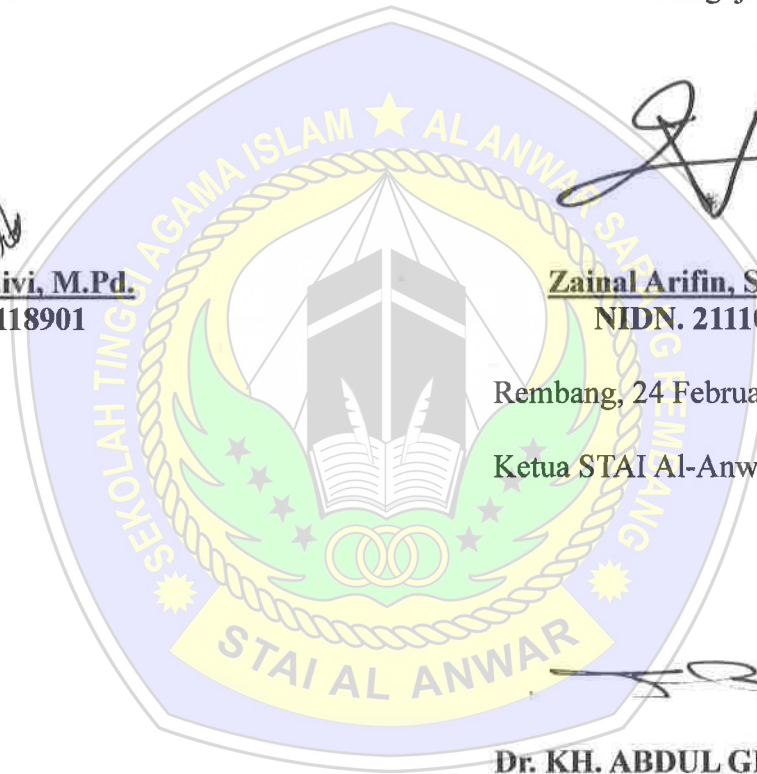 SEKOLAH TINGGI AGAMA ISLAM ★ AL ANWAR SARANG REMBANG
ivi, M.Pd.
118901
Zainal Arifin, S
NIDN. 2111
Rembang, 24 Februa
Ketua STAI Al-Anw
STAI AL ANWAR
Dr. KH. ABDUL G